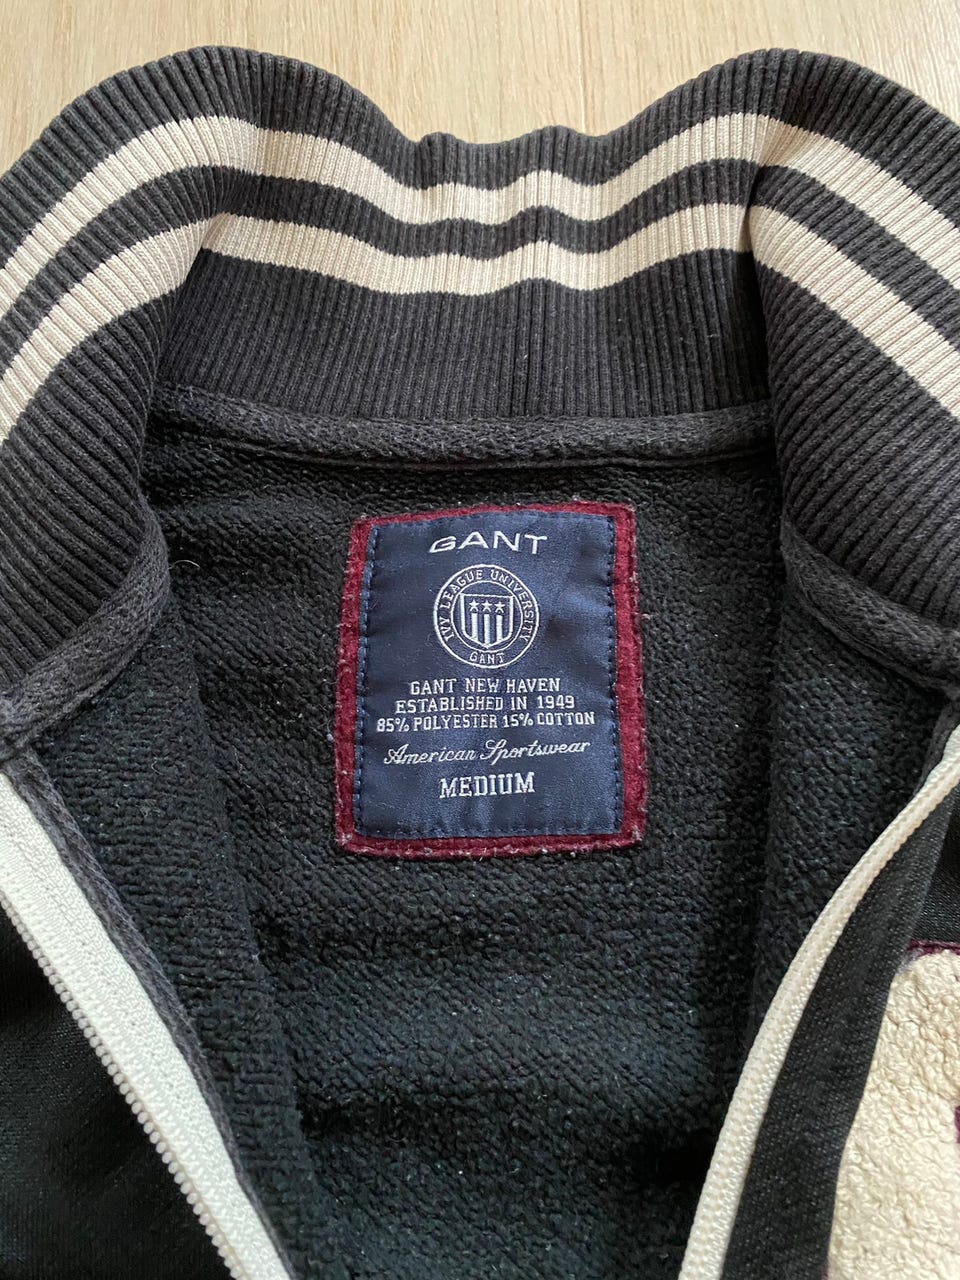 GANT
IVY LEAGUE UNIVERSITY
GANT
GANT NEW HAVEN
ESTABLISHED IN 1949
85% POLYESTER 15% COTTON
American Sportswear
MEDIUM